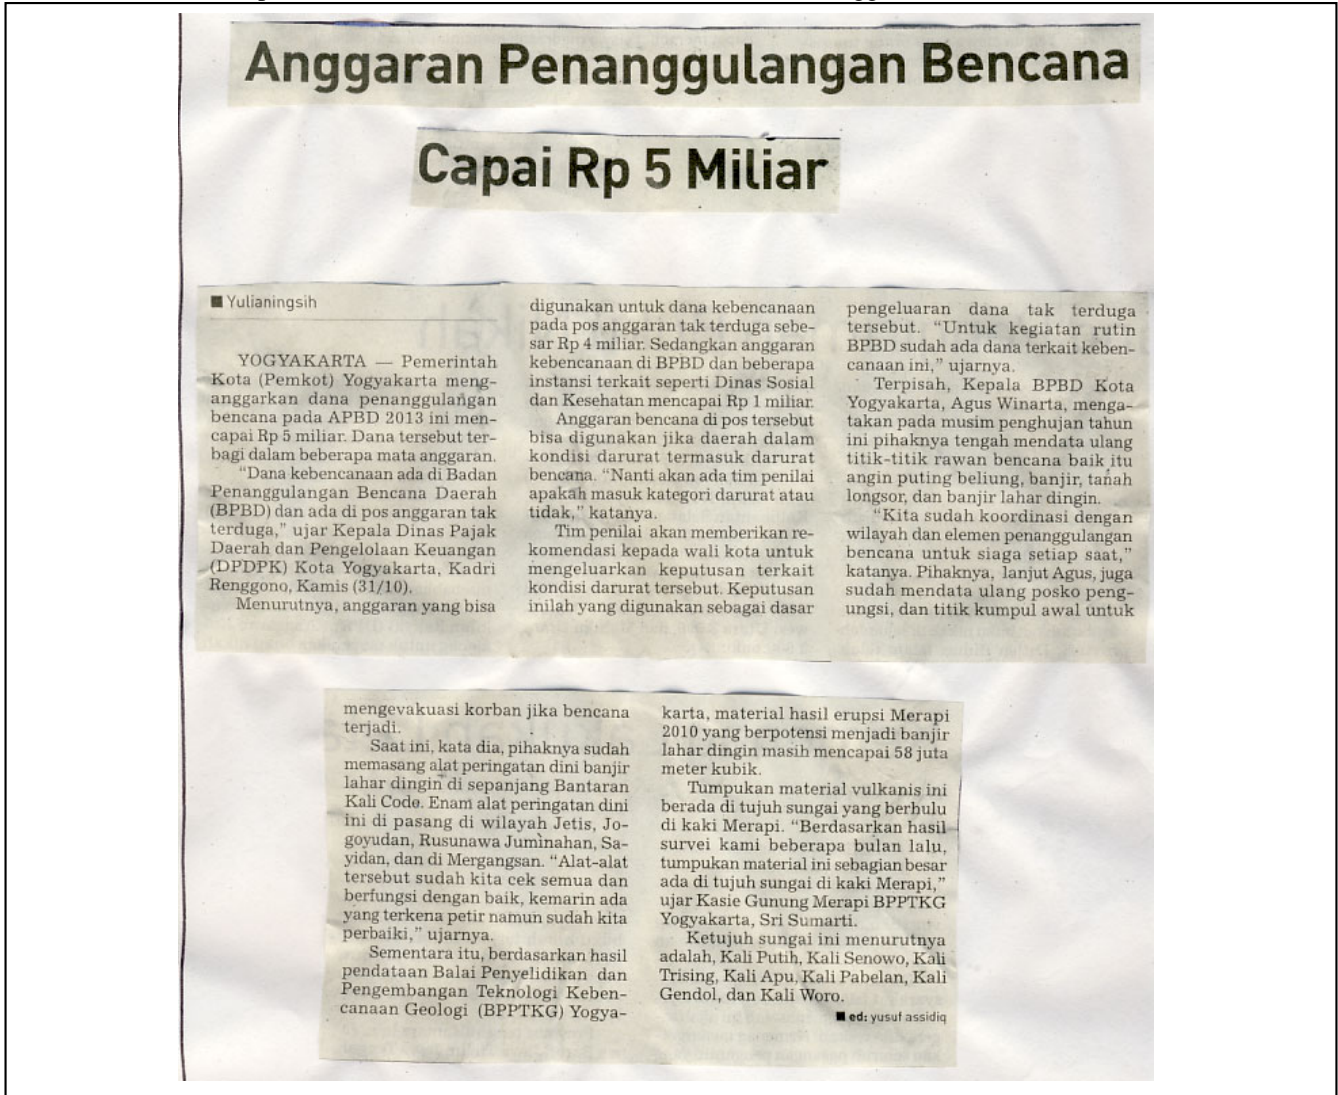 Anggaran Penanggulangan Bencana
Capai Rp 5 Miliar
Yulianingsih
YOGYAKARTA — Pemerintah
Kota (Pemkot) Yogyakarta meng-
anggarkan dana penanggulangan
bencana pada APBD 2013 ini men-
capai Rp 5 miliar. Dana tersebut ter-
bagi dalam beberapa mata anggaran.
“Dana kebencanaan ada di Badan
Penanggulangan Bencana Daerah
(BPBD) dan ada di pos anggaran tak
terduga,” ujar Kepala Dinas Pajak
Daerah dan Pengelolaan Keuangan
(DPDPK) Kota Yogyakarta, Kadri
Renggono, Kamis (31/10).
Menurutnya, anggaran yang bisa
digunakan untuk dana kebencanaan
pada pos anggaran tak terduga sebe-
sar Rp 4 miliar. Sedangkan anggaran
kebencanaan di BPBD dan beberapa
instansi terkait seperti Dinas Sosial
dan Kesehatan mencapai Rp 1 miliar.
Anggaran bencana di pos tersebut
bisa digunakan jika daerah dalam
kondisi darurat termasuk darurat
bencana. “Nanti akan ada tim penilai
apakah masuk kategori darurat atau
tidak,” katanya.
Tim penilai akan memberikan re-
komendasi kepada wali kota untuk
mengeluarkan keputusan terkait
kondisi darurat tersebut. Keputusan
inilah yang digunakan sebagai dasar
pengeluaran dana tak terduga
tersebut. “Untuk kegiatan rutin
BPBD sudah ada dana terkait keben-
canaan ini,” ujarnya.
Terpisah, Kepala BPBD Kota
Yogyakarta, Agus Winarta, menga-
takan pada musim penghujan tahun
ini pihaknya tengah mendata ulang
titik-titik rawan bencana baik itu
angin puting beliung, banjir, tanah
longsor, dan banjir lahar dingin.
“Kita sudah koordinasi dengan
wilayah dan elemen penanggulangan
bencana untuk siaga setiap saat,”
katanya. Pihaknya, lanjut Agus, juga
sudah mendata ulang posko peng-
ungsi, dan titik kumpul awal untuk
mengevakuasi korban jika bencana
terjadi.
Saat ini, kata dia, pihaknya sudah
memasang alat peringatan dini banjir
lahar dingin di sepanjang Bantaran
Kali Code. Enam alat peringatan dini
ini di pasang di wilayah Jetis, Jo-
goyudan, Rusunawa Juminahan, Sa-
yidan, dan di Mergangsan. “Alat-alat
tersebut sudah kita cek semua dan
berfungsi dengan baik, kemarin ada
yang terkena petir namun sudah kita
perbaiki,” ujarnya.
Sementara itu, berdasarkan hasil
pendataan Balai Penyelidikan dan
Pengembangan Teknologi Keben-
canaan Geologi (BPPTKG) Yogya-
karta, material hasil erupsi Merapi
2010 yang berpotensi menjadi banjir
lahar dingin masih mencapai 58 juta
meter kubik.
Tumpukan material vulkanis ini
berada di tujuh sungai yang berhulu
di kaki Merapi. “Berdasarkan hasil
survei kami beberapa bulan lalu,
tumpukan material ini sebagian besar
ada di tujuh sungai di kaki Merapi,”
ujar Kasie Gunung Merapi BPPTKG
Yogyakarta, Sri Sumarti.
Ketujuh sungai ini menurutnya
adalah, Kali Putih, Kali Senowo, Kali
Trising, Kali Apu, Kali Pabelan, Kali
Gendol, dan Kali Woro.
ed: yusuf assidiq